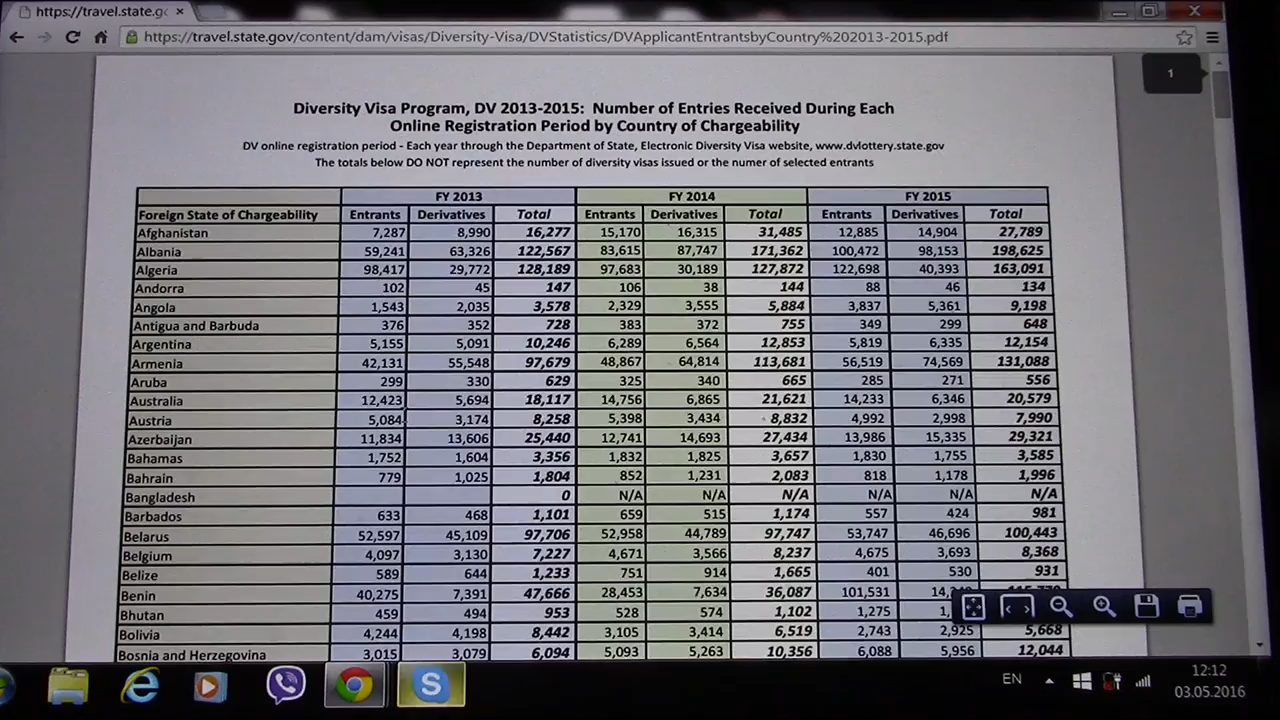 https://travel.state.gc
https://travel.state.gov/content/dam/visas/Diversity-Visa/DVStatistics/DVApplicantEntrantsbyCountry%202013-2015.pdf
1
Diversity Visa Program, DV 2013-2015: Number of Entries Received During Each
Online Registration Period by Country of Chargeability
DV online registration period - Each year through the Department of State, Electronic Diversity Visa website, www.dvlottery.state.gov
The totals below DO NOT represent the number of diversity visas issued or the numer of selected entrants
FY 2013 FY 2014 FY 2015
Foreign State of Chargeability Entrants Derivatives Total Entrants Derivatives Total Entrants Derivatives Total
Afghanistan 7,287 8,990 16,277 15,170 16,315 31,485 12,885 14,904 27,789
Albania 59,241 63,326 122,567 83,615 87,747 171,362 100,472 98,153 198,625
Algeria 98,417 29,772 128,189 97,683 30,189 127,872 122,698 40,393 163,091
Andorra 102 45 147 106 38 144 88 46 134
Angola 1,543 2,035 3,578 2,329 3,555 5,884 3,837 5,361 9,198
Antigua and Barbuda 376 352 728 383 372 755 349 299 648
Argentina 5,155 5,091 10,246 6,289 6,564 12,853 5,819 6,335 12,154
Armenia 42,131 55,548 97,679 48,867 64,814 113,681 56,519 74,569 131,088
Aruba 299 330 629 325 340 665 285 271 556
Australia 12,423 5,694 18,117 14,756 6,865 21,621 14,233 6,346 20,579
Austria 5,084 3,174 8,258 5,398 3,434 8,832 4,992 2,998 7,990
Azerbaijan 11,834 13,606 25,440 12,741 14,693 27,434 13,986 15,335 29,321
Bahamas 1,752 1,604 3,356 1,832 1,825 3,657 1,830 1,755 3,585
Bahrain 779 1,025 1,804 852 1,231 2,083 818 1,178 1,996
Bangladesh 0 N/A N/A N/A N/A N/A N/A
Barbados 633 468 1,101 659 515 1,174 557 424 981
Belarus 52,597 45,109 97,706 52,958 44,789 97,747 53,747 46,696 100,443
Belgium 4,097 3,130 7,227 4,671 3,566 8,237 4,675 3,693 8,368
Belize 589 644 1,233 751 914 1,665 401 530 931
Benin 40,275 7,391 47,666 28,453 7,634 36,087 101,531
Bhutan 459 494 953 528 574 1,102 1,275
Bolivia 4,244 4,198 8,442 3,105 3,414 6,519 2,743 2,925 5,668
Bosnia and Herzegovina 3,015 3,079 6,094 5,093 5,263 10,356 6,088 5,956 12,044
EN
12:12
03.05.2016